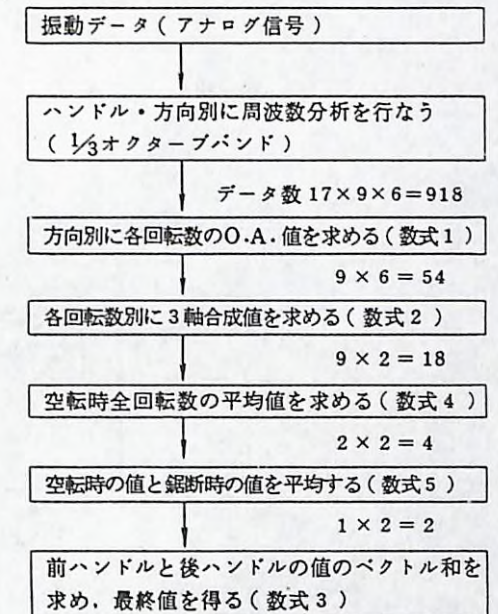 振動データ(アナログ信号)
ハンドル・方向別に周波数分析を行なう
(1/3オクターブバンド)
データ数 17×9×6=918
方向別に各回転数のO.A.値を求める(数式1)
9×6=54
各回転数別に3軸合成値を求める(数式2)
9×2=18
空転時全回転数の平均値を求める(数式4)
2×2=4
空転時の値と鋸断時の値を平均する(数式5)
1×2=2
前ハンドルと後ハンドルの値のベクトル和を
求め,最終値を得る(数式3)